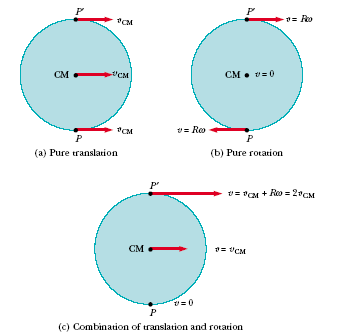 P′
v_CM
CM
v_CM
P
v_CM
(a) Pure translation
P′
v = Rω
CM
v = 0
v = Rω
P
(b) Pure rotation
P′
v = v_CM + Rω = 2v_CM
CM
v = v_CM
P
v = 0
(c) Combination of translation and rotation